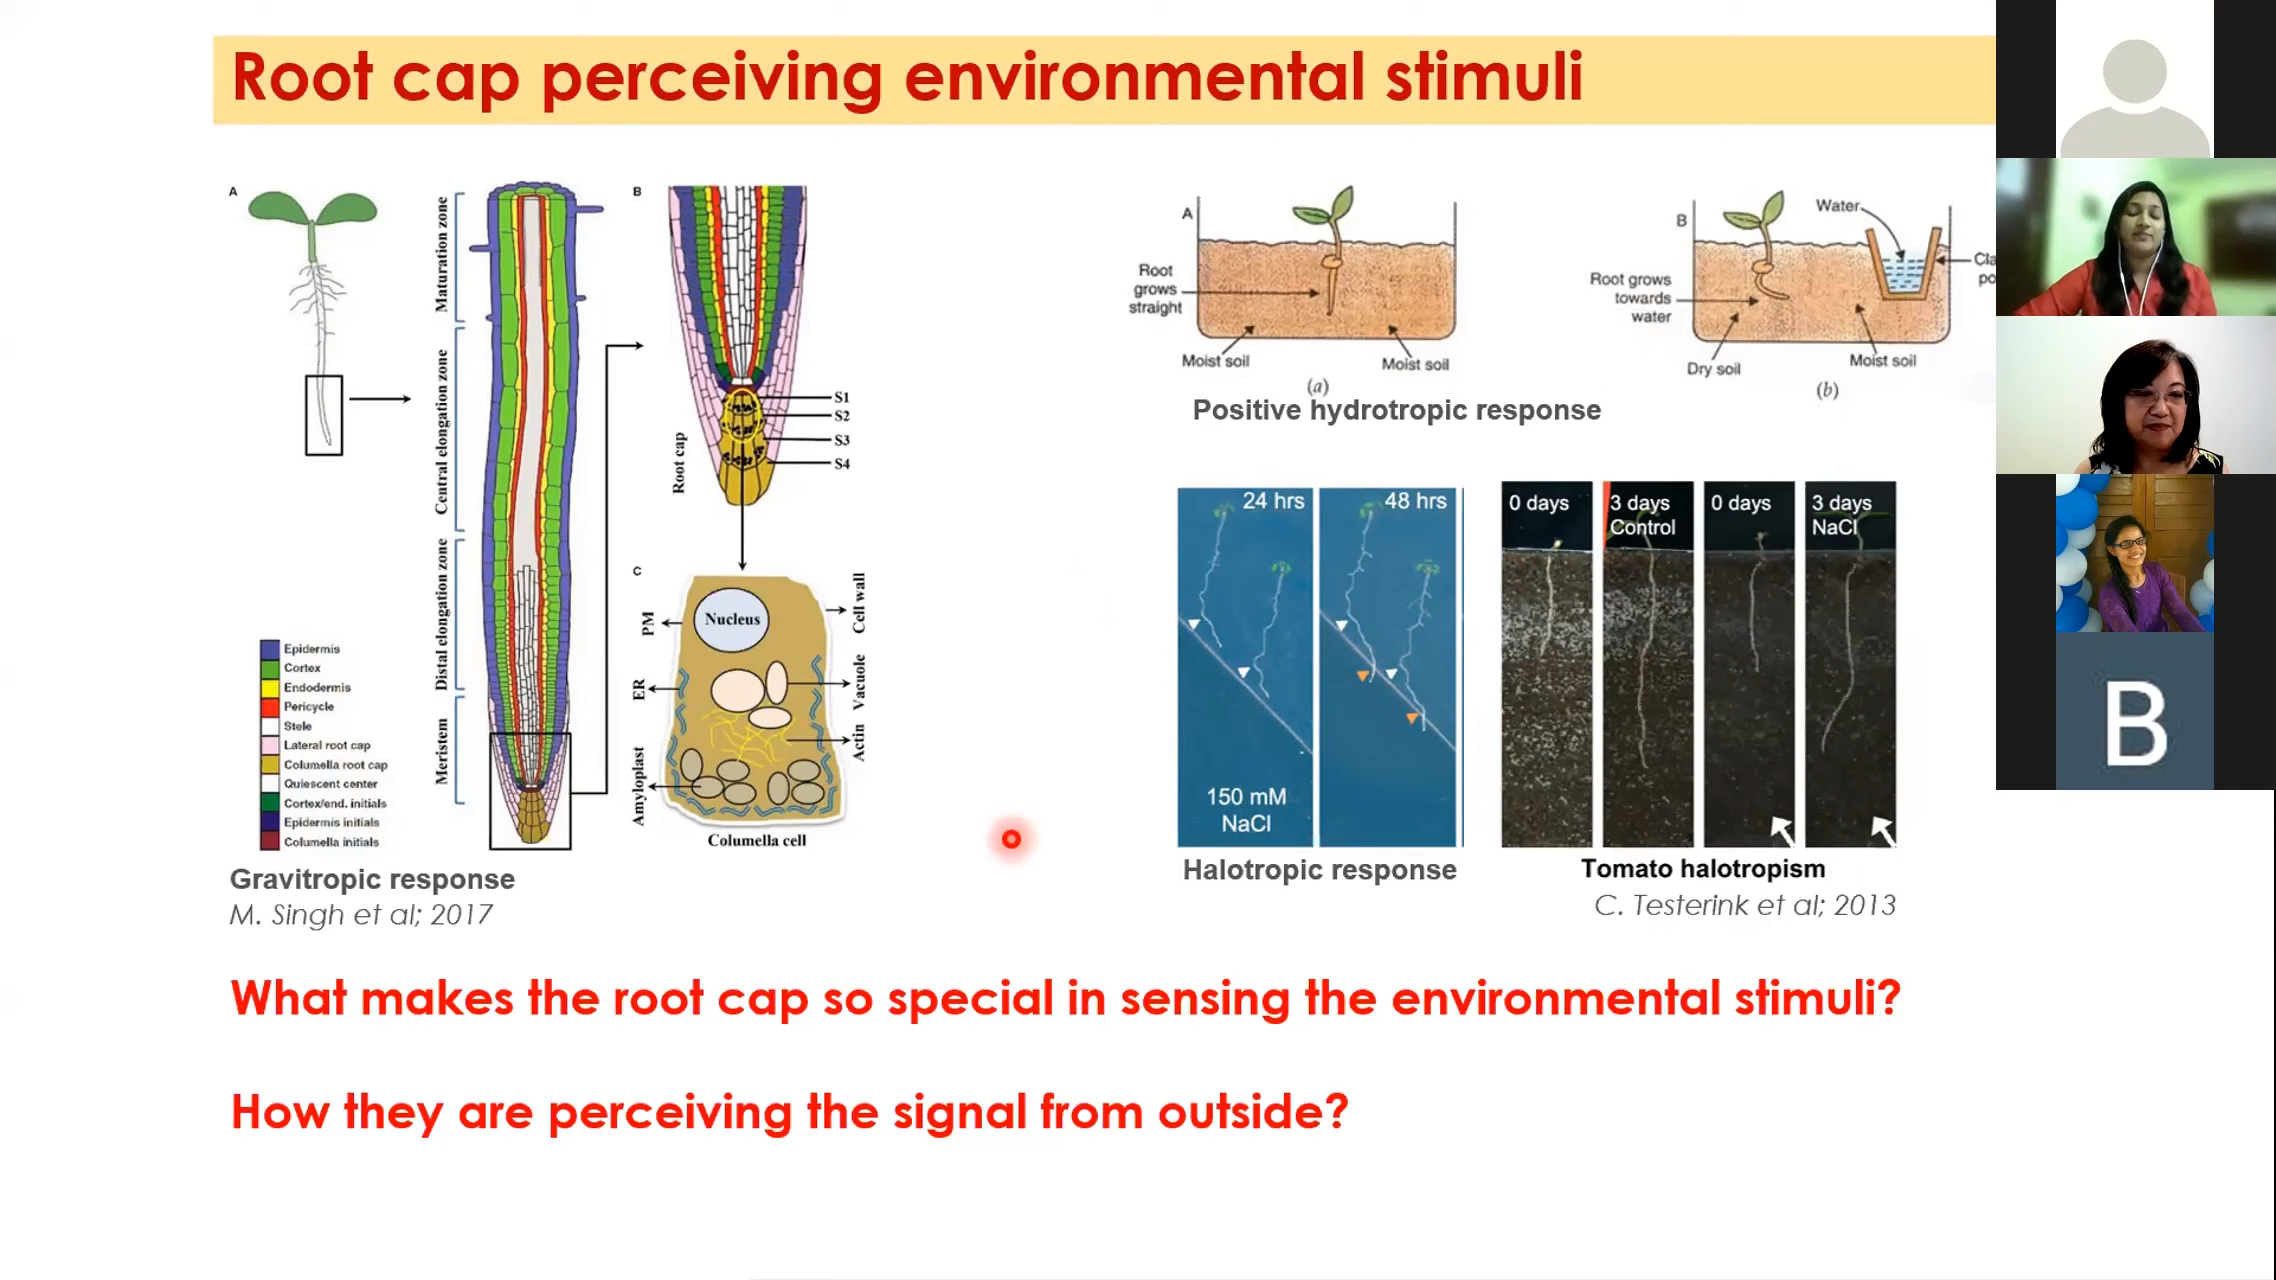 Root cap perceiving environmental stimuli
A
Maturation zone
Central elongation zone
Distal elongation zone
Meristem
Epidermis
Cortex
Endodermis
Pericycle
Stele
Lateral root cap
Columella root cap
Quiescent center
Cortex/end. initials
Epidermis initials
Columella initials
B
Root cap
S1
S2
S3
S4
C
Nucleus
PM
ER
Amyloplast
Cell wall
Vacuole
Actin
Columella cell
Gravitropic response
M. Singh et al; 2017
A
Root
grows
straight
Moist soil
Moist soil
(a)
B
Water
Root grows
towards
water
Cla
po
Dry soil
Moist soil
(b)
Positive hydrotropic response
24 hrs
48 hrs
150 mM
NaCl
Halotropic response
0 days
3 days
Control
0 days
3 days
NaCl
Tomato halotropism
C. Testerink et al; 2013
What makes the root cap so special in sensing the environmental stimuli?
How they are perceiving the signal from outside?
B